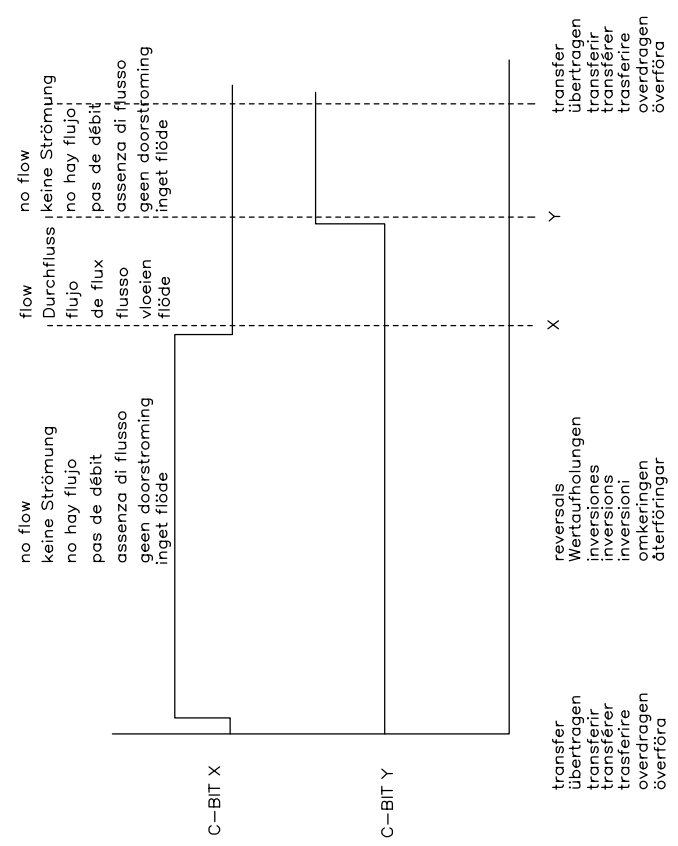 no flow
keine Strömung
no hay flujo
pas de débit
assenza di flusso
geen doorstroming
inget flöde
flow
Durchfluss
flujo
de flux
flusso
vloeien
flöde
no flow
keine Strömung
no hay flujo
pas de débit
assenza di flusso
geen doorstroming
inget flöde
C-BIT X
C-BIT Y
X
Y
transfer
übertragen
transferir
transférer
trasferire
overdragen
överföra
reversals
Wertaufholungen
inversiones
inversions
inversioni
omkeringen
återföringar
transfer
übertragen
transferir
transférer
trasferire
overdragen
överföra